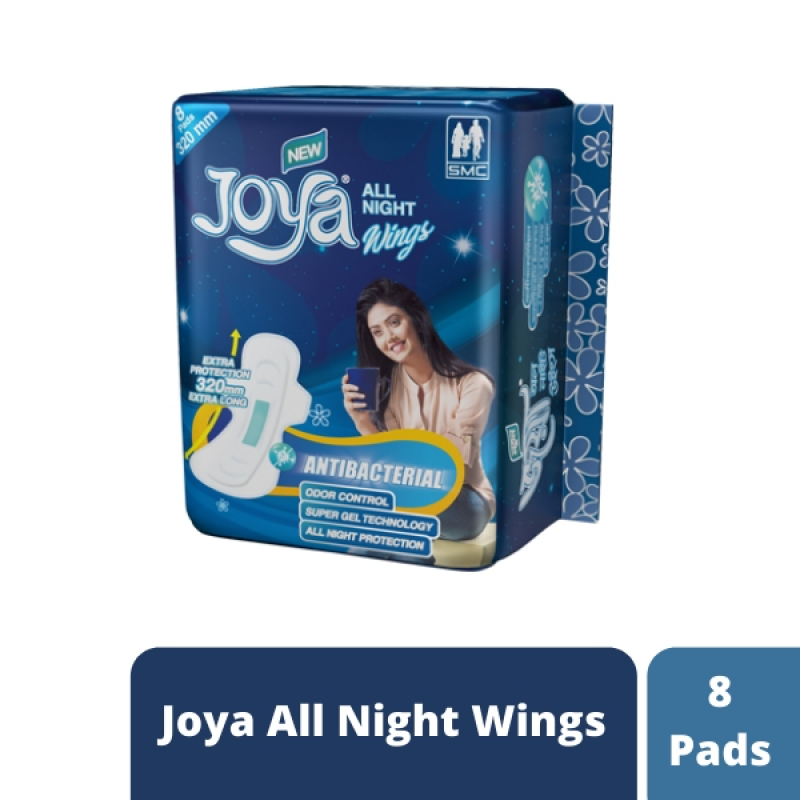 8
Pads
320 mm
NEW
Joya®
ALL
NIGHT
Wings
SMC
EXTRA
PROTECTION
320mm
EXTRA LONG
ANTIBACTERIAL
ODOR CONTROL
SUPER GEL TECHNOLOGY
ALL NIGHT PROTECTION
Joya All Night Wings
8
Pads